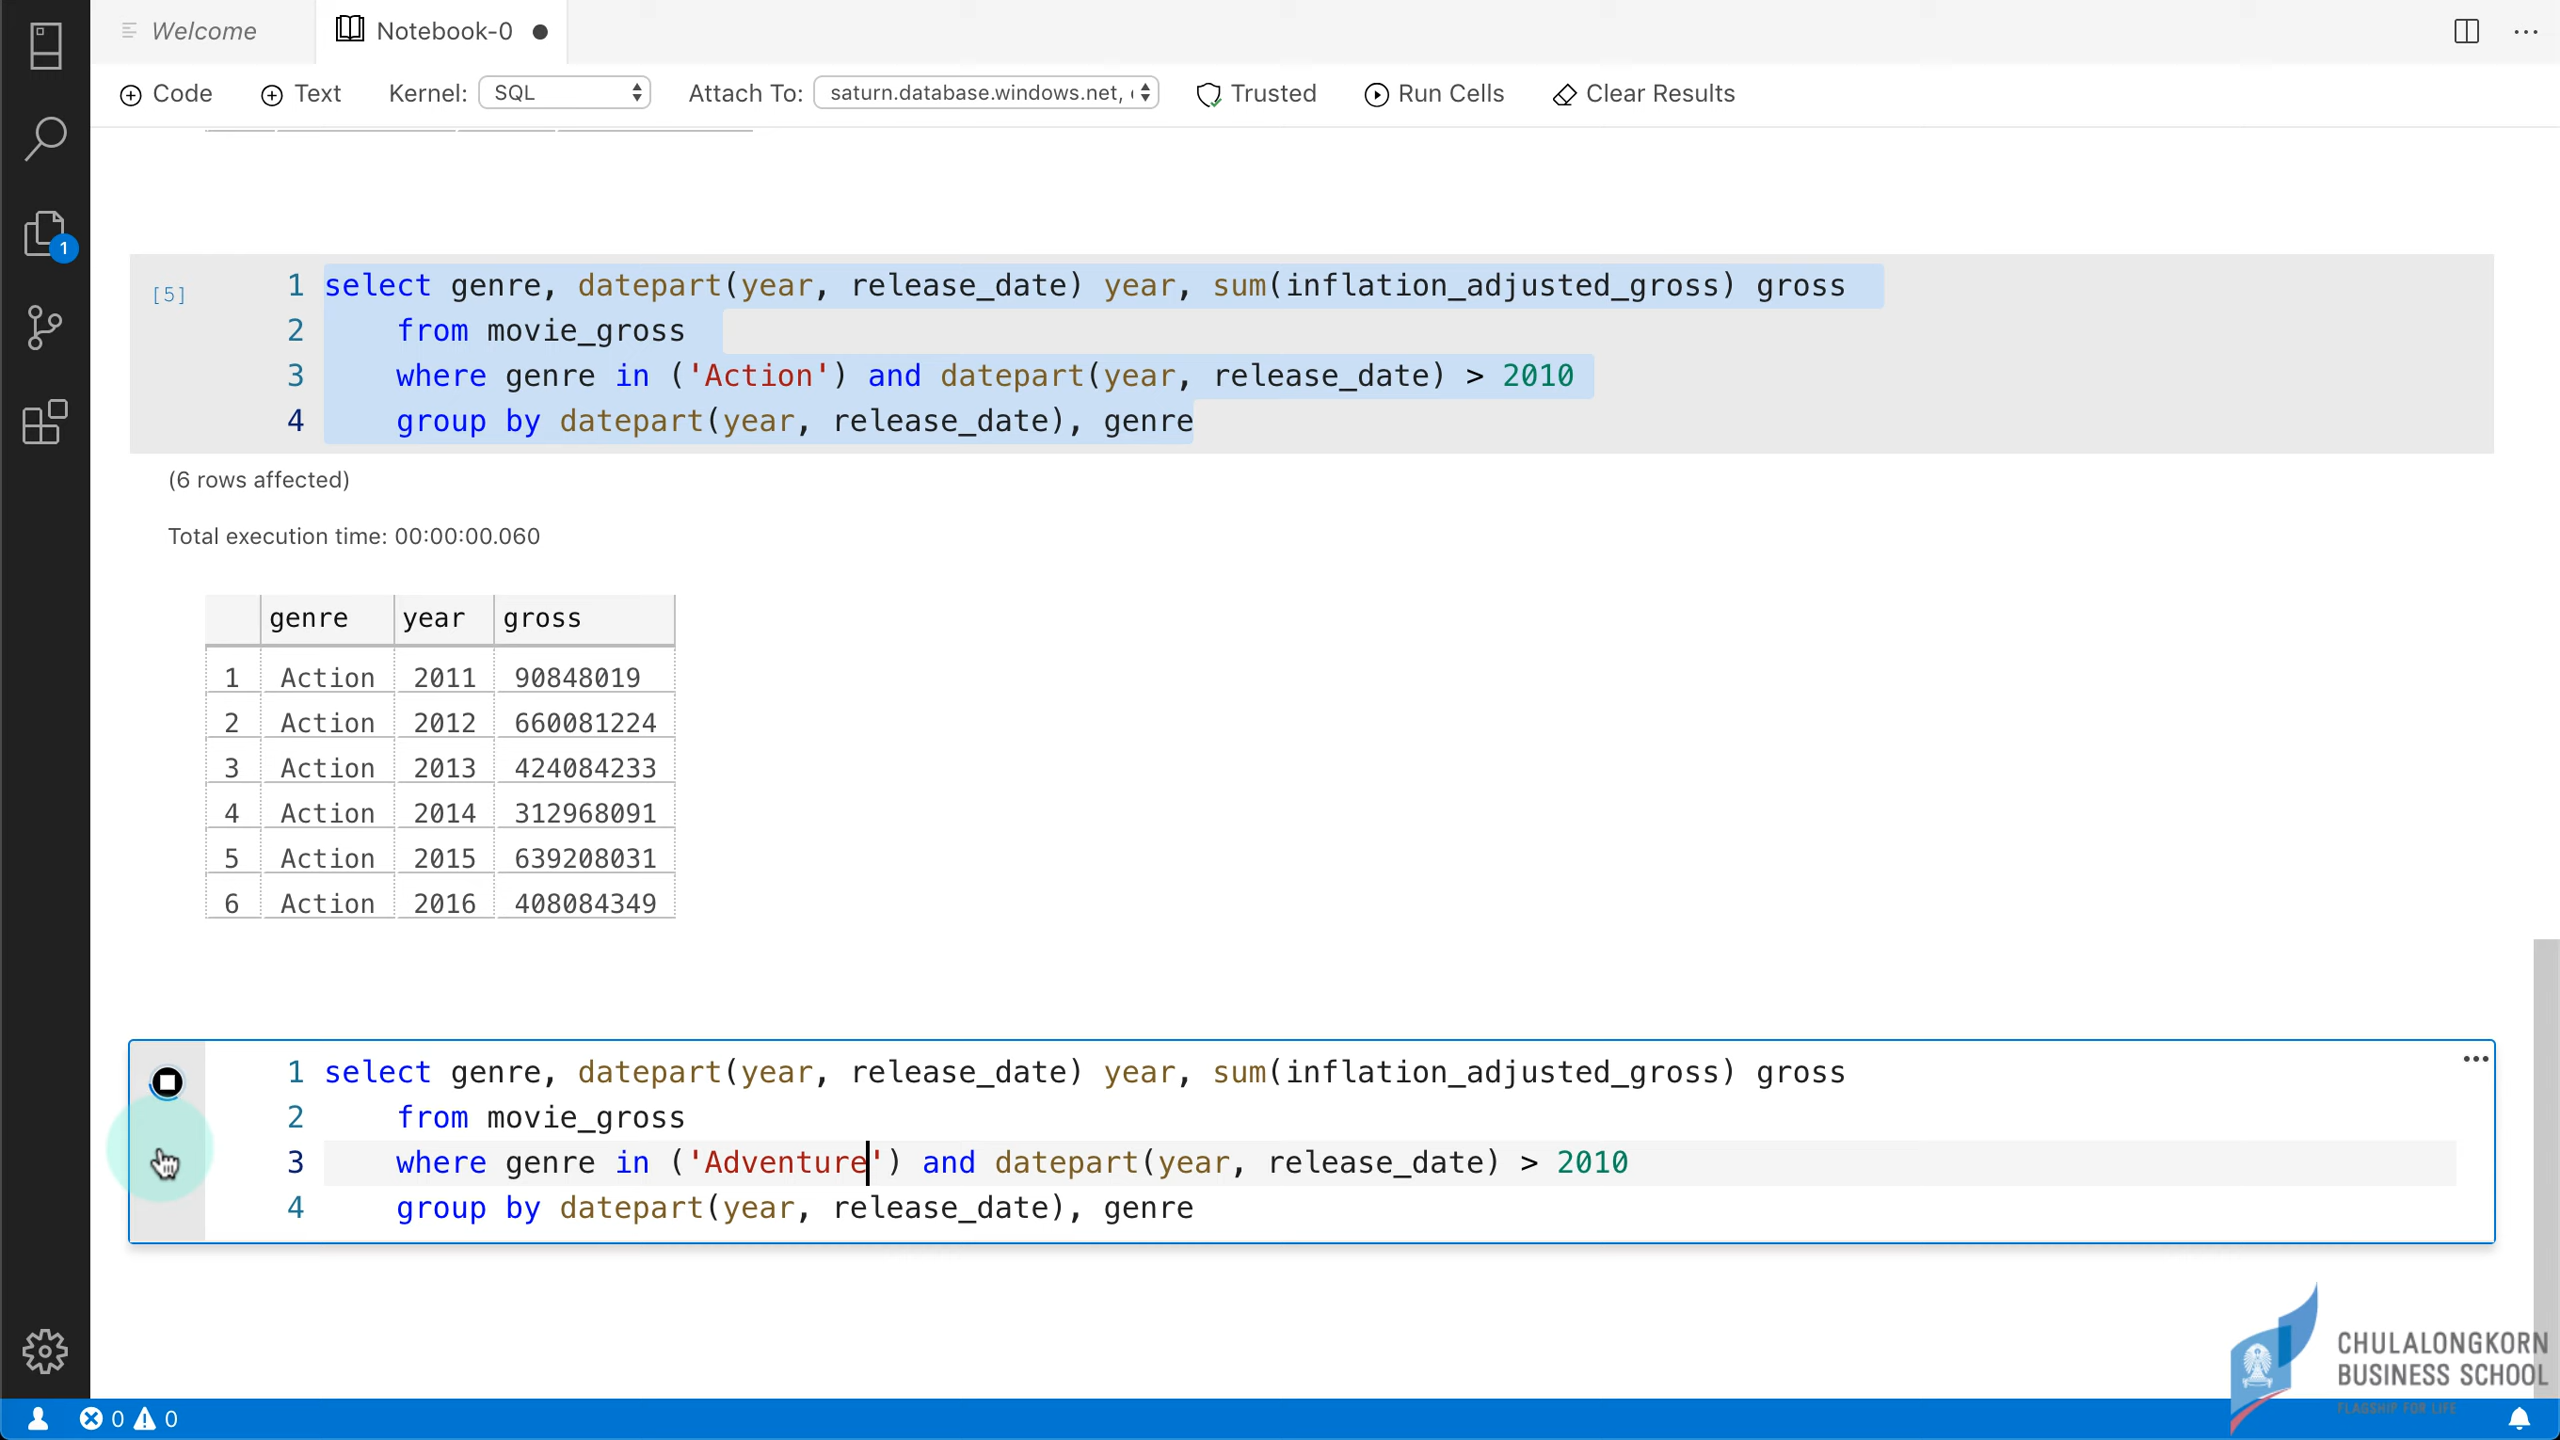 Welcome
Notebook-0
Code Text Kernel: SQL Attach To: saturn.database.windows.net, Trusted Run Cells Clear Results
1
[5]
1 select genre, datepart(year, release_date) year, sum(inflation_adjusted_gross) gross
2 from movie_gross
3 where genre in ('Action') and datepart(year, release_date) > 2010
4 group by datepart(year, release_date), genre
(6 rows affected)
Total execution time: 00:00:00.060
genre year gross
1 Action 2011 90848019
2 Action 2012 660081224
3 Action 2013 424084233
4 Action 2014 312968091
5 Action 2015 639208031
6 Action 2016 408084349
1 select genre, datepart(year, release_date) year, sum(inflation_adjusted_gross) gross
2 from movie_gross
3 where genre in ('Adventure') and datepart(year, release_date) > 2010
4 group by datepart(year, release_date), genre
CHULALONGKORN
BUSINESS SCHOOL
FLAGSHIP FOR LIFE
0 0